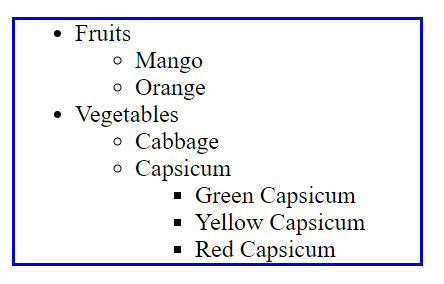 Fruits
Mango
Orange
Vegetables
Cabbage
Capsicum
Green Capsicum
Yellow Capsicum
Red Capsicum